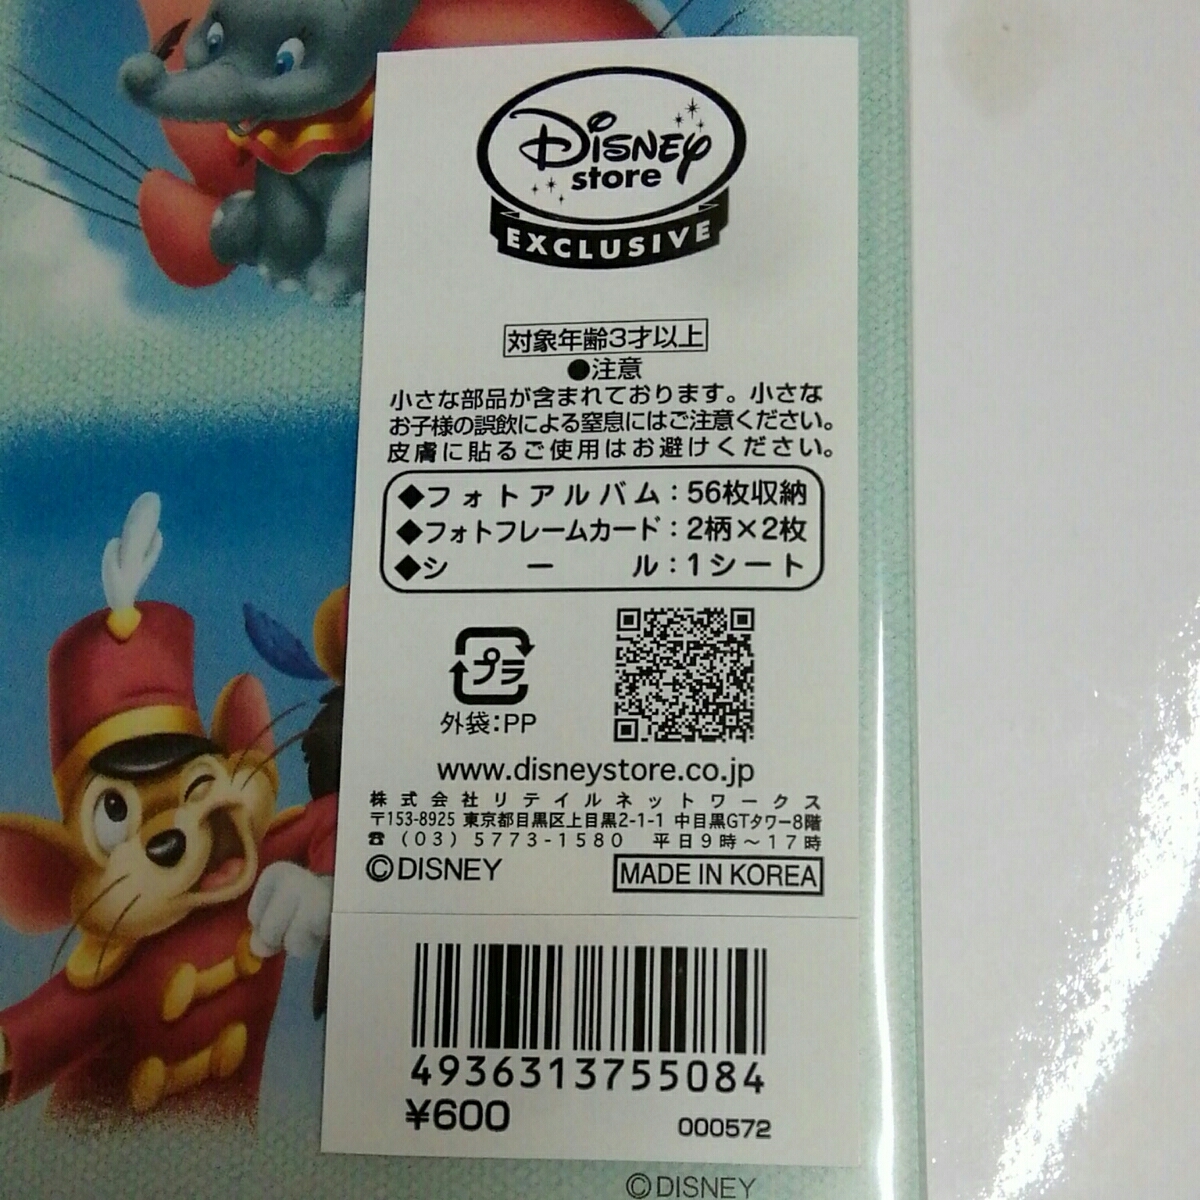 Disney
store
EXCLUSIVE
対象年齢3才以上
●注意
小さな部品が含まれております。小さな
お子様の誤飲による窒息にはご注意ください。
皮膚に貼るご使用はお避けください。
◆フォトアルバム:56枚収納
◆フォトフレームカード:2柄×2枚
◆シール:1シート
プラ
外袋:PP
www.disneystore.co.jp
株式会社リテイルネットワークス
〒153-8925 東京都目黒区上目黒2-1-1 中目黒GTタワー8階
☎(03)5773-1580 平日9時~17時
©DISNEY MADE IN KOREA
4936313755084
¥600 000572
©DISNEY